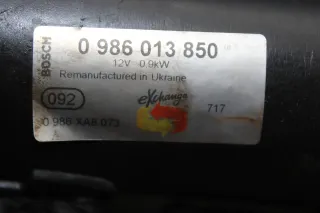 BOSCH
0 986 013 850
12V 0.9kW
Remanufactured in Ukraine
092
eXchange
717
0 986 XA8 073